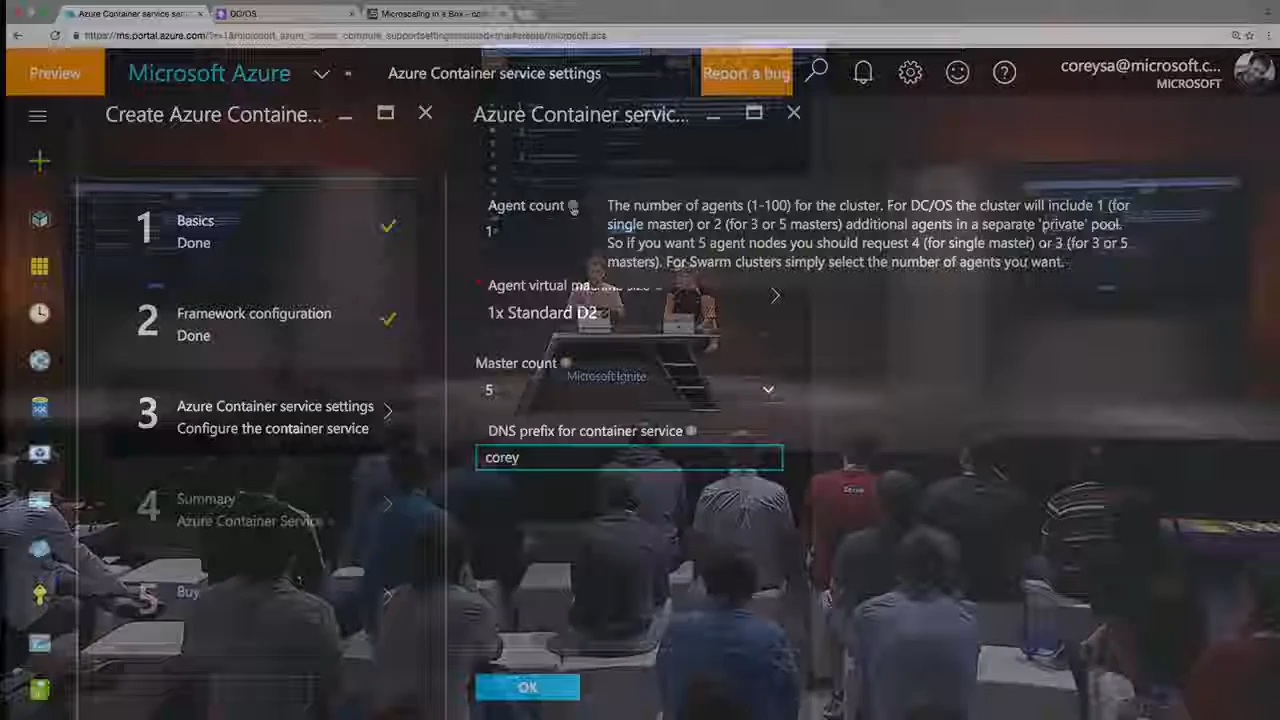 Azure Container service set
DC/OS
Microscaling in a Box - co
Preview
Microsoft Azure
Azure Container service settings
Report a bug
coreysa@microsoft.c...
MICROSOFT
Create Azure Containe...
Azure Container servic...
1
Basics
Done
2
Framework configuration
Done
3
Azure Container service settings
Configure the container service
4
Summary
Azure Container Service
5
Buy
Agent count
1
The number of agents (1-100) for the cluster. For DC/OS the cluster will include 1 (for
single master) or 2 (for 3 or 5 masters) additional agents in a separate 'private' pool.
So if you want 5 agent nodes you should request 4 (for single master) or 3 (for 3 or 5
masters). For Swarm clusters simply select the number of agents you want.
Agent virtual machine size
1x Standard D2
Master count
5
Microsoft Ignite
DNS prefix for container service
corey
OK